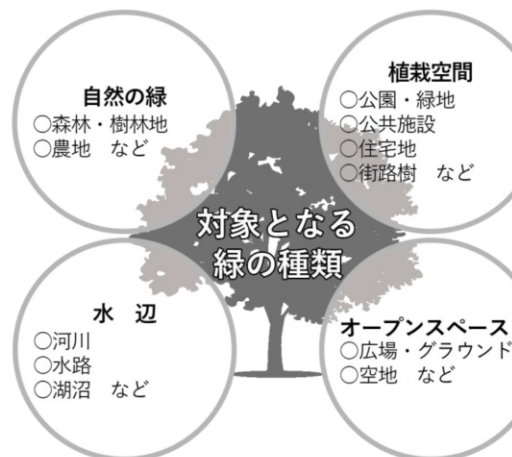 自然の緑
○森林・樹林地
○農地　など
植栽空間
○公園・緑地
○公共施設
○住宅地
○街路樹　など
対象となる
緑の種類
水　辺
○河川
○水路
○湖沼　など
オープンスペース
○広場・グラウンド
○空地　など